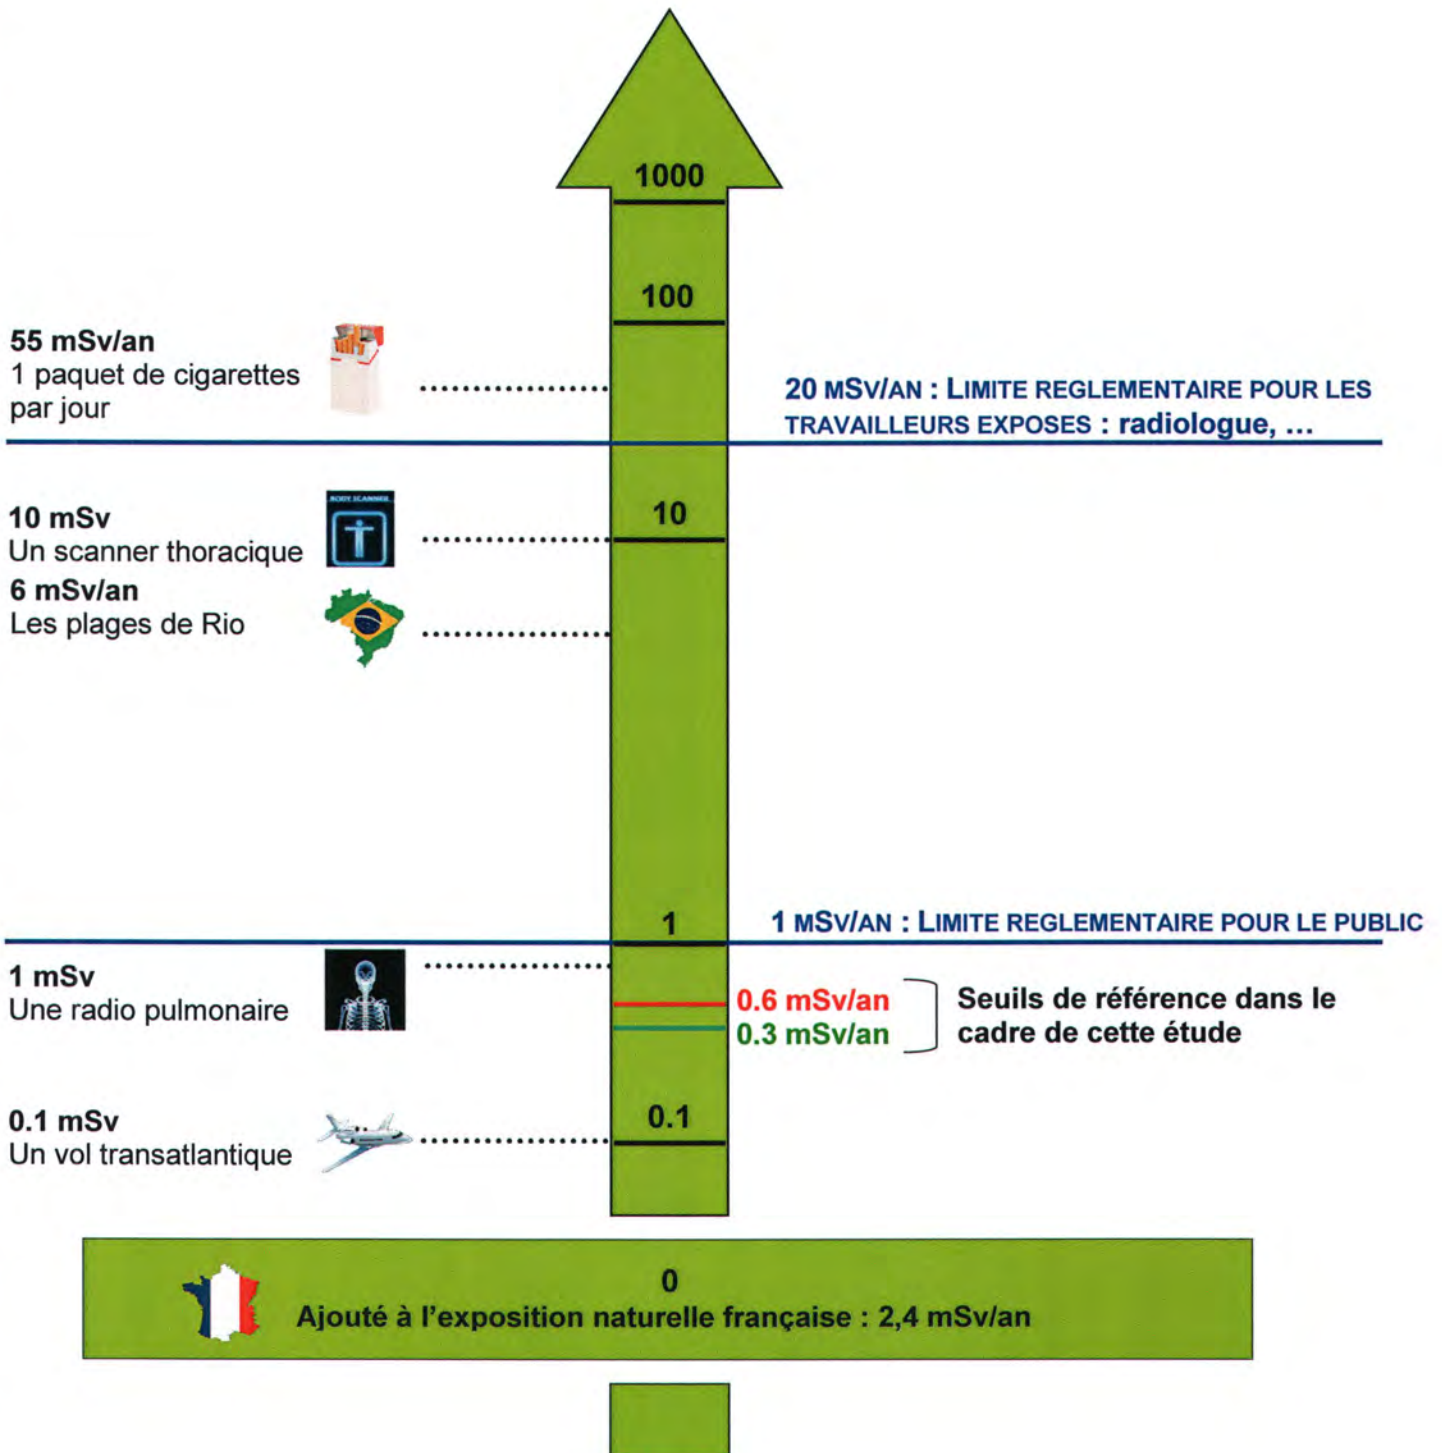 1000
100
55 mSv/an
1 paquet de cigarettes
par jour
20 MSV/AN : LIMITE REGLEMENTAIRE POUR LES
TRAVAILLEURS EXPOSES : radiologue, ...
BODY SCANNER
10 mSv
Un scanner thoracique
10
6 mSv/an
Les plages de Rio
1
1 MSV/AN : LIMITE REGLEMENTAIRE POUR LE PUBLIC
1 mSv
Une radio pulmonaire
0.6 mSv/an
0.3 mSv/an
Seuils de référence dans le
cadre de cette étude
0.1 mSv
Un vol transatlantique
0.1
0
Ajouté à l'exposition naturelle française : 2,4 mSv/an